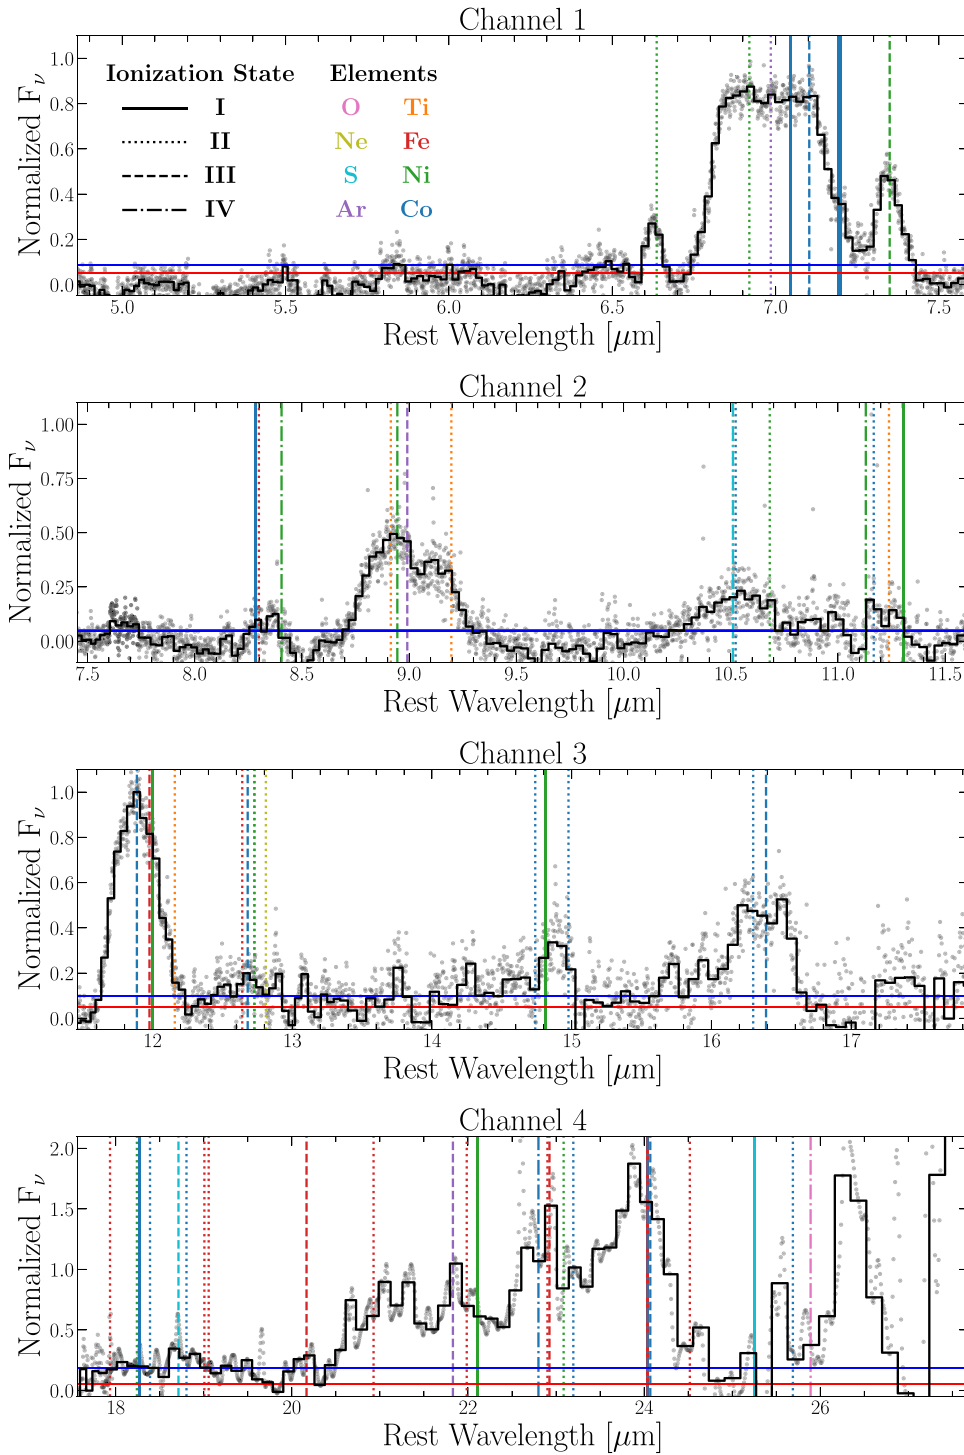 Channel 1
Normalized Fν
1.0
0.8
0.6
0.4
0.2
0.0
Ionization State
I
II
III
IV
Elements
O Ti
Ne Fe
S Ni
Ar Co
5.0 5.5 6.0 6.5 7.0 7.5
Rest Wavelength [μm]
Channel 2
Normalized Fν
1.00
0.75
0.50
0.25
0.00
7.5 8.0 8.5 9.0 9.5 10.0 10.5 11.0 11.5
Rest Wavelength [μm]
Channel 3
Normalized Fν
1.0
0.8
0.6
0.4
0.2
0.0
12 13 14 15 16 17
Rest Wavelength [μm]
Channel 4
Normalized Fν
2.0
1.5
1.0
0.5
0.0
18 20 22 24 26
Rest Wavelength [μm]